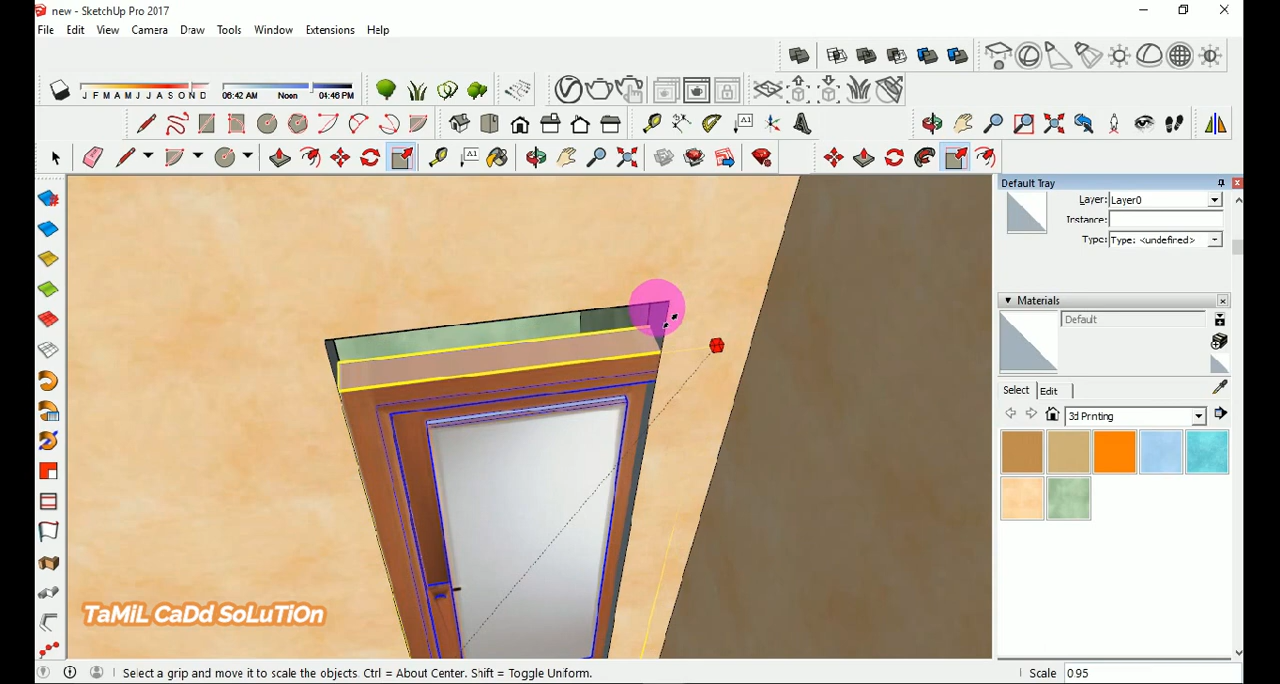 new - SketchUp Pro 2017
File Edit View Camera Draw Tools Window Extensions Help
J F M A M J J A S O N D
06:42 AM Noon 04:46 PM
A1
A1
Default Tray
Layer: Layer0
Instance:
Type: Type: <undefined>
Materials
Default
Select Edit
3d Printing
TaMiL CaDd SoLuTiOn
Select a grip and move it to scale the objects. Ctrl = About Center. Shift = Toggle Uniform.
Scale 0.95